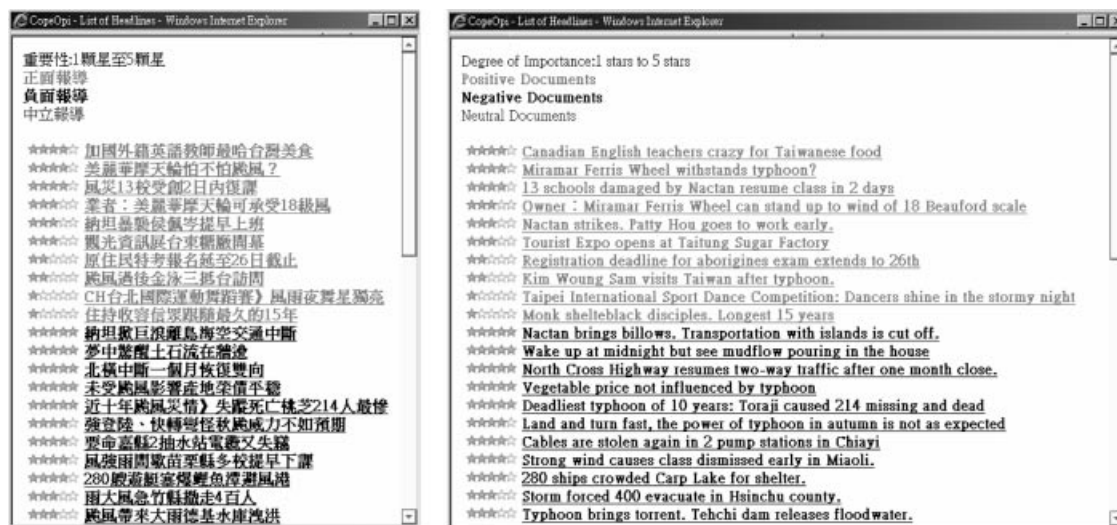 CopeOpi - List of Headlines - Windows Internet Explorer
重要性:1顆星至5顆星
正面報導
負面報導
中立報導
★★★★☆ 加國外籍英語教師最哈台灣美食
★★★★☆ 美麗華摩天輪怕不怕颱風？
★★★★☆ 風災13校受創2日內復課
★★★☆☆ 業者：美麗華摩天輪可承受18級風
★★★☆☆ 納坦暴襲侯佩岑提早上班
★★★☆☆ 觀光資訊展台東糖廠開幕
★★☆☆☆ 原住民特考報名延至26日截止
★★☆☆☆ 颱風過後金泳三抵台訪問
★☆☆☆☆ CH台北國際運動舞蹈賽》風雨夜舞星獨亮
★☆☆☆☆ 住持收容信眾跟隨最久的15年
★★★★★ 納坦掀巨浪離島海空交通中斷
★★★★★ 夢中驚醒土石流在牆邊
★★★★★ 北橫中斷一個月恢復雙向
★★★★★ 未受颱風影響產地菜價平穩
★★★★★ 近十年颱風災情》失蹤死亡桃芝214人最慘
★★★★☆ 強登陸、快轉彎怪秋颱威力不如預期
★★★★☆ 要命嘉縣2抽水站電纜又失竊
★★★★☆ 風強雨間歇苗栗縣多校提早下課
★★★☆☆ 280艘遊艇塞爆鯉魚潭避風港
★★★☆☆ 雨大風急竹縣撤走4百人
★★★☆☆ 颱風帶來大雨德基水庫洩洪
CopeOpi - List of Headlines - Windows Internet Explorer
Degree of Importance:1 stars to 5 stars
Positive Documents
Negative Documents
Neutral Documents
★★★★☆ Canadian English teachers crazy for Taiwanese food
★★★★☆ Miramar Ferris Wheel withstands typhoon?
★★★★☆ 13 schools damaged by Nactan resume class in 2 days
★★★☆☆ Owner：Miramar Ferris Wheel can stand up to wind of 18 Beauford scale
★★★☆☆ Nactan strikes. Patty Hou goes to work early.
★★★☆☆ Tourist Expo opens at Taitung Sugar Factory
★★☆☆☆ Registration deadline for aborigines exam extends to 26th
★★☆☆☆ Kim Woung Sam visits Taiwan after typhoon.
★☆☆☆☆ Taipei International Sport Dance Competition: Dancers shine in the stormy night
★☆☆☆☆ Monk shelteblack disciples. Longest 15 years
★★★★★ Nactan brings billows. Transportation with islands is cut off.
★★★★★ Wake up at midnight but see mudflow pouring in the house
★★★★★ North Cross Highway resumes two-way traffic after one month close.
★★★★★ Vegetable price not influenced by typhoon
★★★★★ Deadliest typhoon of 10 years: Toraji caused 214 missing and dead
★★★★☆ Land and turn fast, the power of typhoon in autumn is not as expected
★★★★☆ Cables are stolen again in 2 pump stations in Chiayi
★★★★☆ Strong wind causes class dismissed early in Miaoli.
★★★☆☆ 280 ships crowded Carp Lake for shelter.
★★★☆☆ Storm forced 400 evacuate in Hsinchu county.
★★★☆☆ Typhoon brings torrent. Tehchi dam releases floodwater.